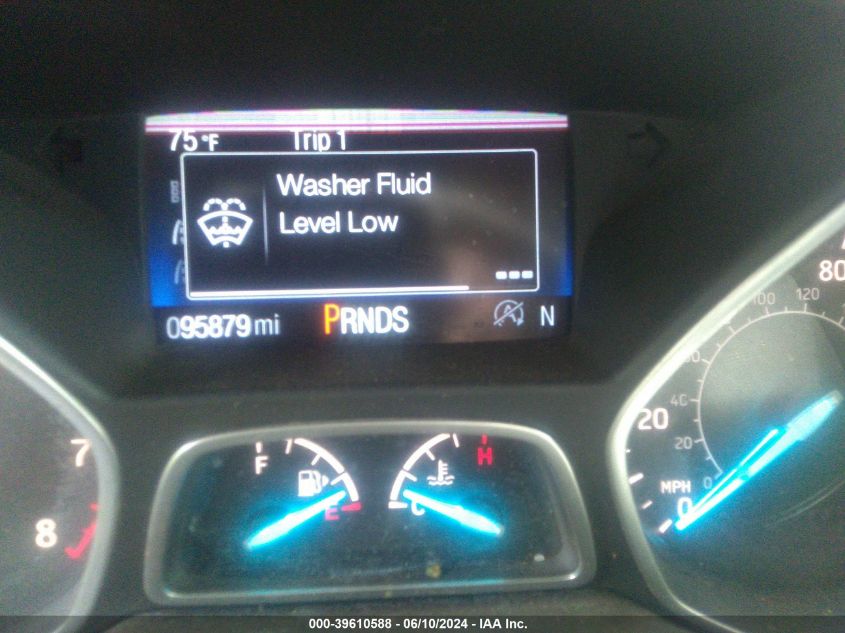 75°F Trip 1
Washer Fluid
Level Low
095879 mi PRNDS N
F E
C H
7
8
MPH
0
20
80
0
20
40
100
120
000-39610588 - 06/10/2024 - IAA Inc.